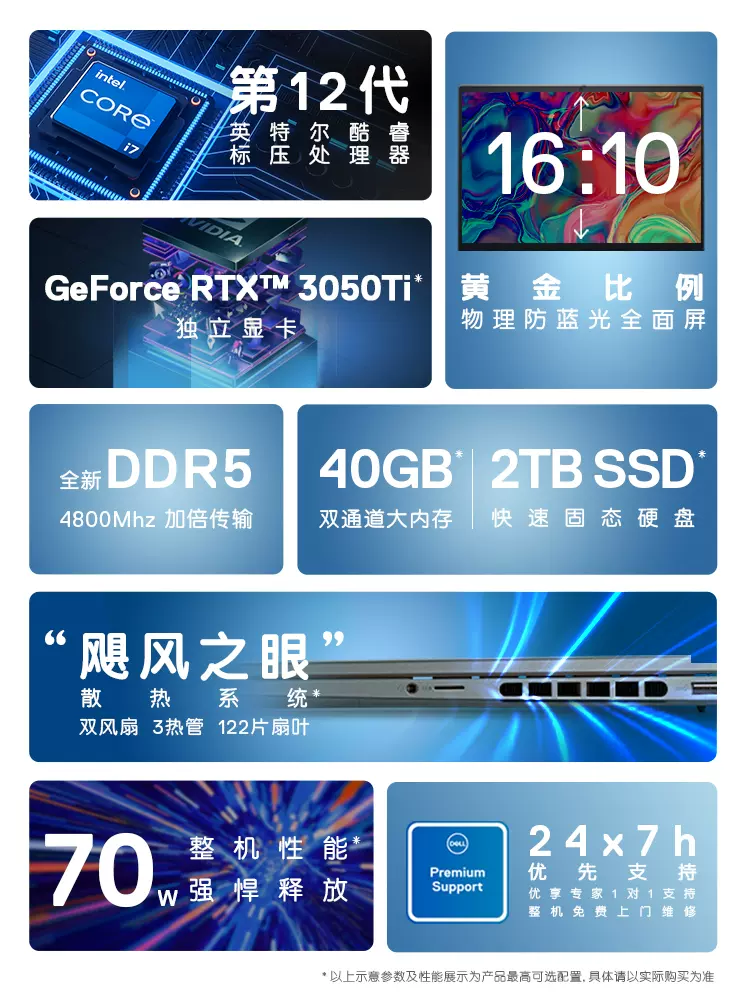 intel.
CORE
i7
第12代
英特尔酷睿
标压处理器
16:10
黄金比例
物理防蓝光全面屏
NVIDIA
GeForce RTX™ 3050Ti*
独立显卡
全新DDR5
4800Mhz 加倍传输
40GB*
双通道大内存
2TB SSD*
快速固态硬盘
“飓风之眼”
散热系统*
双风扇 3热管 122片扇叶
70W
整机性能*
强悍释放
DELL
Premium
Support
24x7h
优先支持
优享专家1对1支持
整机免费上门维修
*以上示意参数及性能展示为产品最高可选配置,具体请以实际购买为准